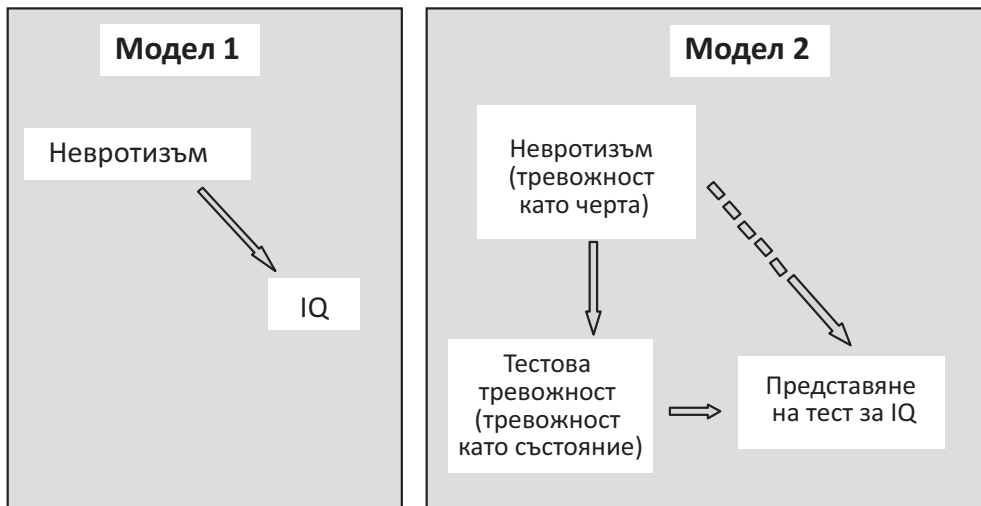 Модел 1
Невротизъм
IQ
Модел 2
Невротизъм
(тревожност
като черта)
Тестова
тревожност
(тревожност
като състояние)
Представяне
на тест за IQ